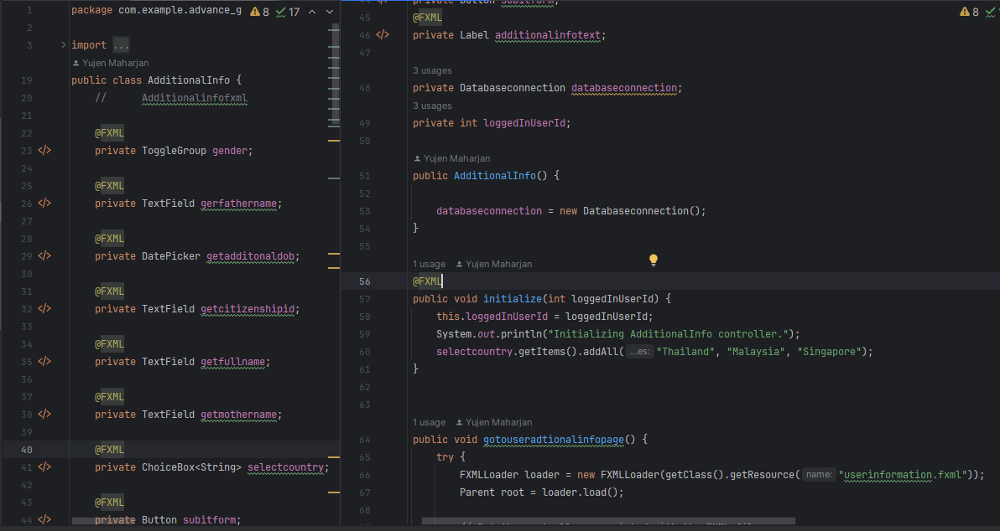 1 package com.example.advance_g 8 17
2
3 import ...
Yujen Maharjan
19 public class AdditionalInfo {
20 // Additionalinfofxml
21
22 @FXML
23 private ToggleGroup gender;
24
25 @FXML
26 private TextField gerfathername;
27
28 @FXML
29 private DatePicker getadditonaldob;
30
31 @FXML
32 private TextField getcitizenshipid;
33
34 @FXML
35 private TextField getfullname;
36
37 @FXML
38 private TextField getmothername;
39
40 @FXML
41 private ChoiceBox<String> selectcountry;
42
43 @FXML
44 private Button subitform;
44 private Button subitform; 8
45 @FXML
46 private Label additionalinfotext;
47
3 usages
48 private Databaseconnection databaseconnection;
3 usages
49 private int loggedInUserId;
50
Yujen Maharjan
51 public AdditionalInfo() {
52
53 databaseconnection = new Databaseconnection();
54 }
55
1 usage Yujen Maharjan
56 @FXML
57 public void initialize(int loggedInUserId) {
58 this.loggedInUserId = loggedInUserId;
59 System.out.println("Initializing AdditionalInfo controller.");
60 selectcountry.getItems().addAll( ...es: "Thailand", "Malaysia", "Singapore");
61 }
62
63
1 usage Yujen Maharjan
64 public void gotouseradtionalinfopage() {
65 try {
66 FXMLLoader loader = new FXMLLoader(getClass().getResource( name: "userinformation.fxml"));
67 Parent root = loader.load();
68